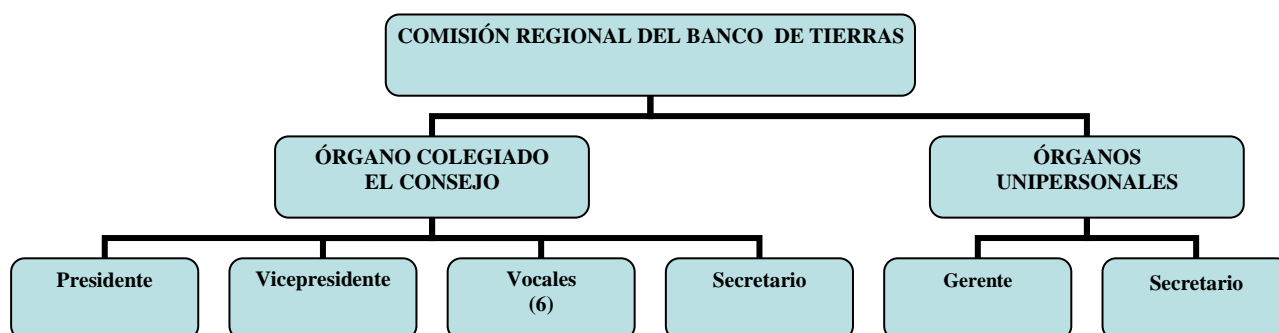 COMISIÓN REGIONAL DEL BANCO DE TIERRAS
ÓRGANO COLEGIADO
EL CONSEJO
ÓRGANOS
UNIPERSONALES
Presidente
Vicepresidente
Vocales
(6)
Secretario
Gerente
Secretario